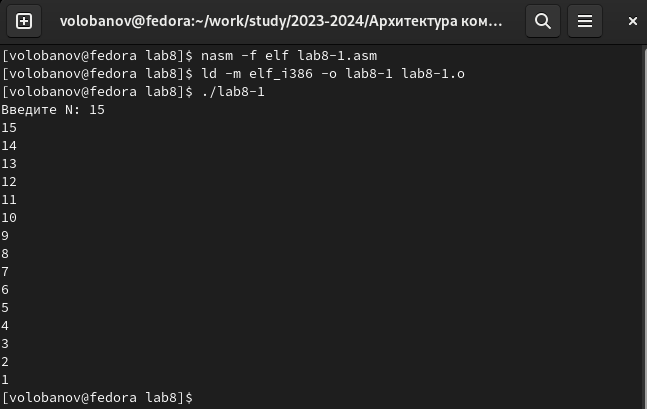 volobanov@fedora:~/work/study/2023-2024/Архитектура ком...
[volobanov@fedora lab8]$ nasm -f elf lab8-1.asm
[volobanov@fedora lab8]$ ld -m elf_i386 -o lab8-1 lab8-1.o
[volobanov@fedora lab8]$ ./lab8-1
Введите N: 15
15
14
13
12
11
10
9
8
7
6
5
4
3
2
1
[volobanov@fedora lab8]$